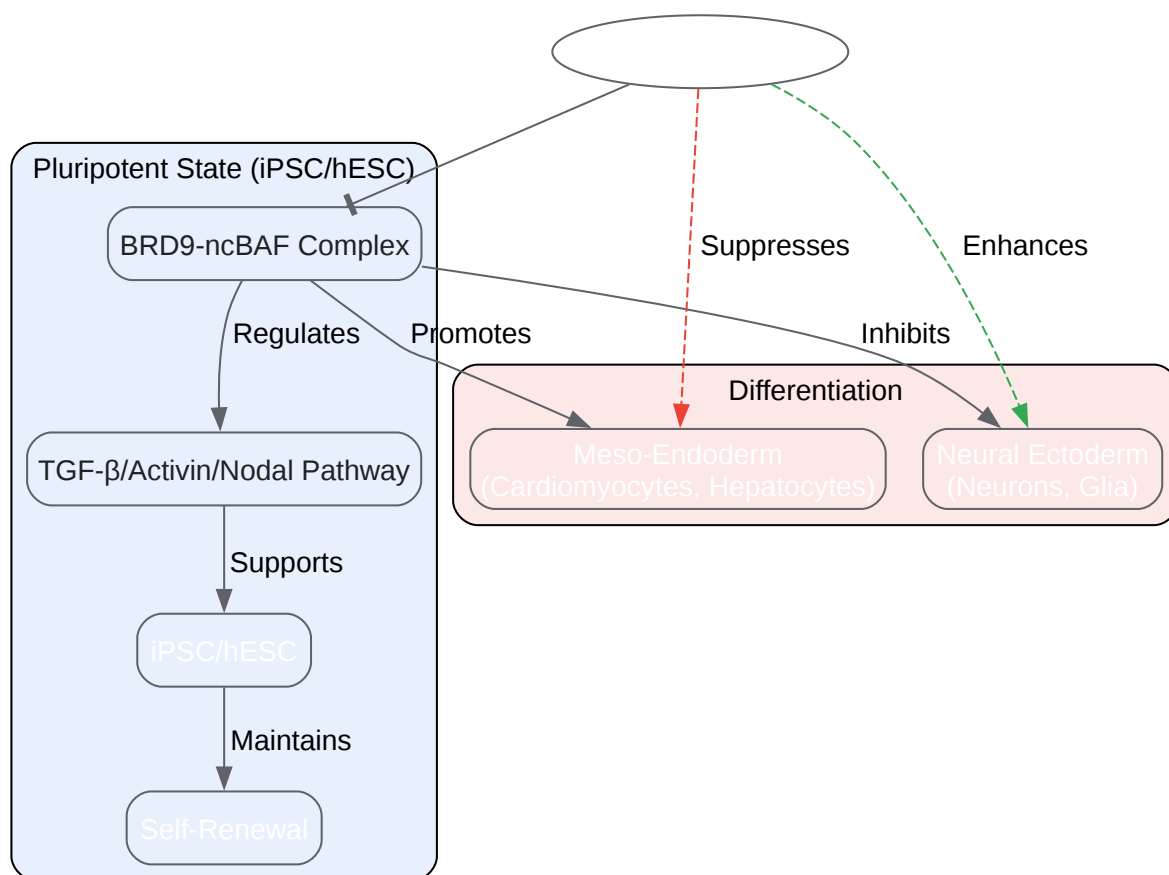 Pluripotent State (iPSC/hESC)
BRD9-ncBAF Complex
Suppresses
Enhances
Regulates
Promotes
Inhibits
Differentiation
TGF-β/Activin/Nodal Pathway
Meso-Endoderm
(Cardiomyocytes, Hepatocytes)
Neural Ectoderm
(Neurons, Glia)
Supports
iPSC/hESC
Maintains
Self-Renewal